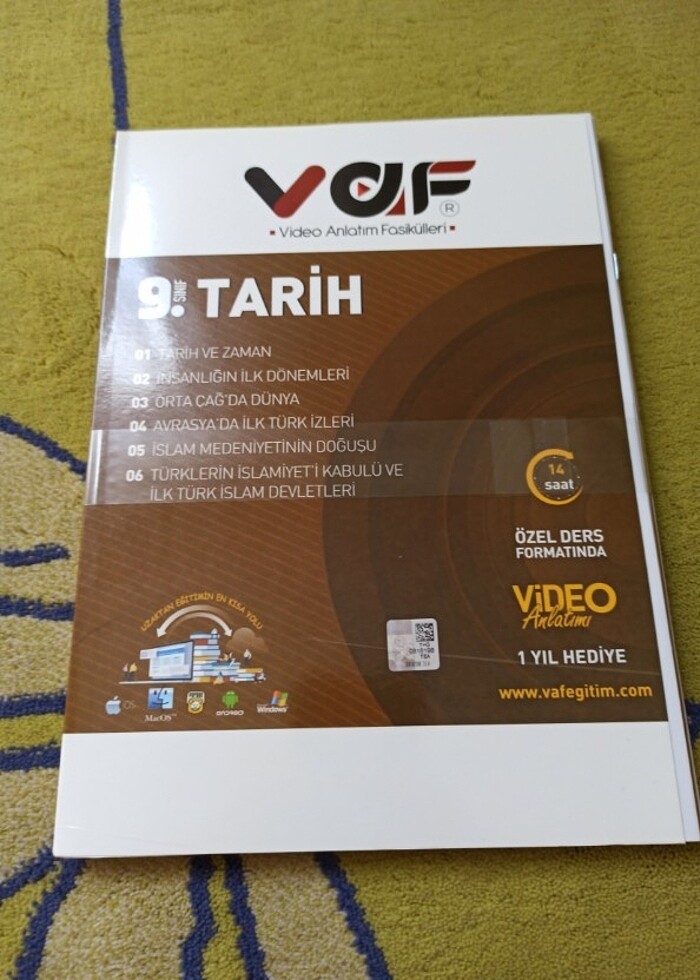 vaf
®
▪ Video Anlatım Fasikülleri ▪
9. SINIF TARİH
01 TARİH VE ZAMAN
02 İNSANLIĞIN İLK DÖNEMLERİ
03 ORTA ÇAĞ'DA DÜNYA
04 AVRASYA'DA İLK TÜRK İZLERİ
05 İSLAM MEDENİYETİNİN DOĞUŞU
06 TÜRKLERİN İSLAMİYET'İ KABULÜ VE
İLK TÜRK İSLAM DEVLETLERİ
14
saat
ÖZEL DERS
FORMATINDA
VİDEO
Anlatımı
1 YIL HEDİYE
www.vafegitim.com
UZAKTAN EĞİTİMİN EN KISA YOLU
iOS
MacOS™
ANDROID
Windows